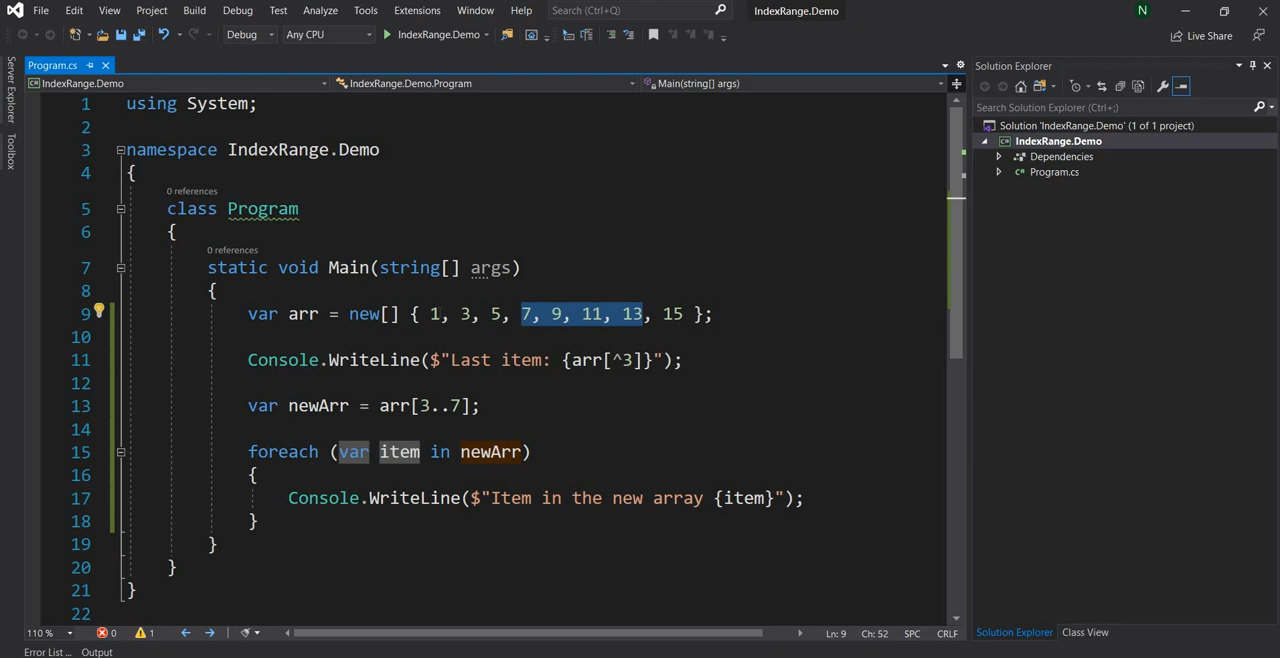 File Edit View Project Build Debug Test Analyze Tools Extensions Window Help Search (Ctrl+Q) IndexRange.Demo N
Debug Any CPU IndexRange.Demo Live Share
Server Explorer
Toolbox
Program.cs
IndexRange.Demo IndexRange.Demo.Program Main(string[] args)
1 using System;
2
3 namespace IndexRange.Demo
4 {
0 references
5 class Program
6 {
0 references
7 static void Main(string[] args)
8 {
9 var arr = new[] { 1, 3, 5, 7, 9, 11, 13, 15 };
10
11 Console.WriteLine($"Last item: {arr[^3]}");
12
13 var newArr = arr[3..7];
14
15 foreach (var item in newArr)
16 {
17 Console.WriteLine($"Item in the new array {item}");
18 }
19 }
20 }
21 }
22
110 % 0 1 Ln: 9 Ch: 52 SPC CRLF
Error List ... Output
Solution Explorer
Search Solution Explorer (Ctrl+;)
Solution 'IndexRange.Demo' (1 of 1 project)
IndexRange.Demo
Dependencies
C# Program.cs
Solution Explorer Class View